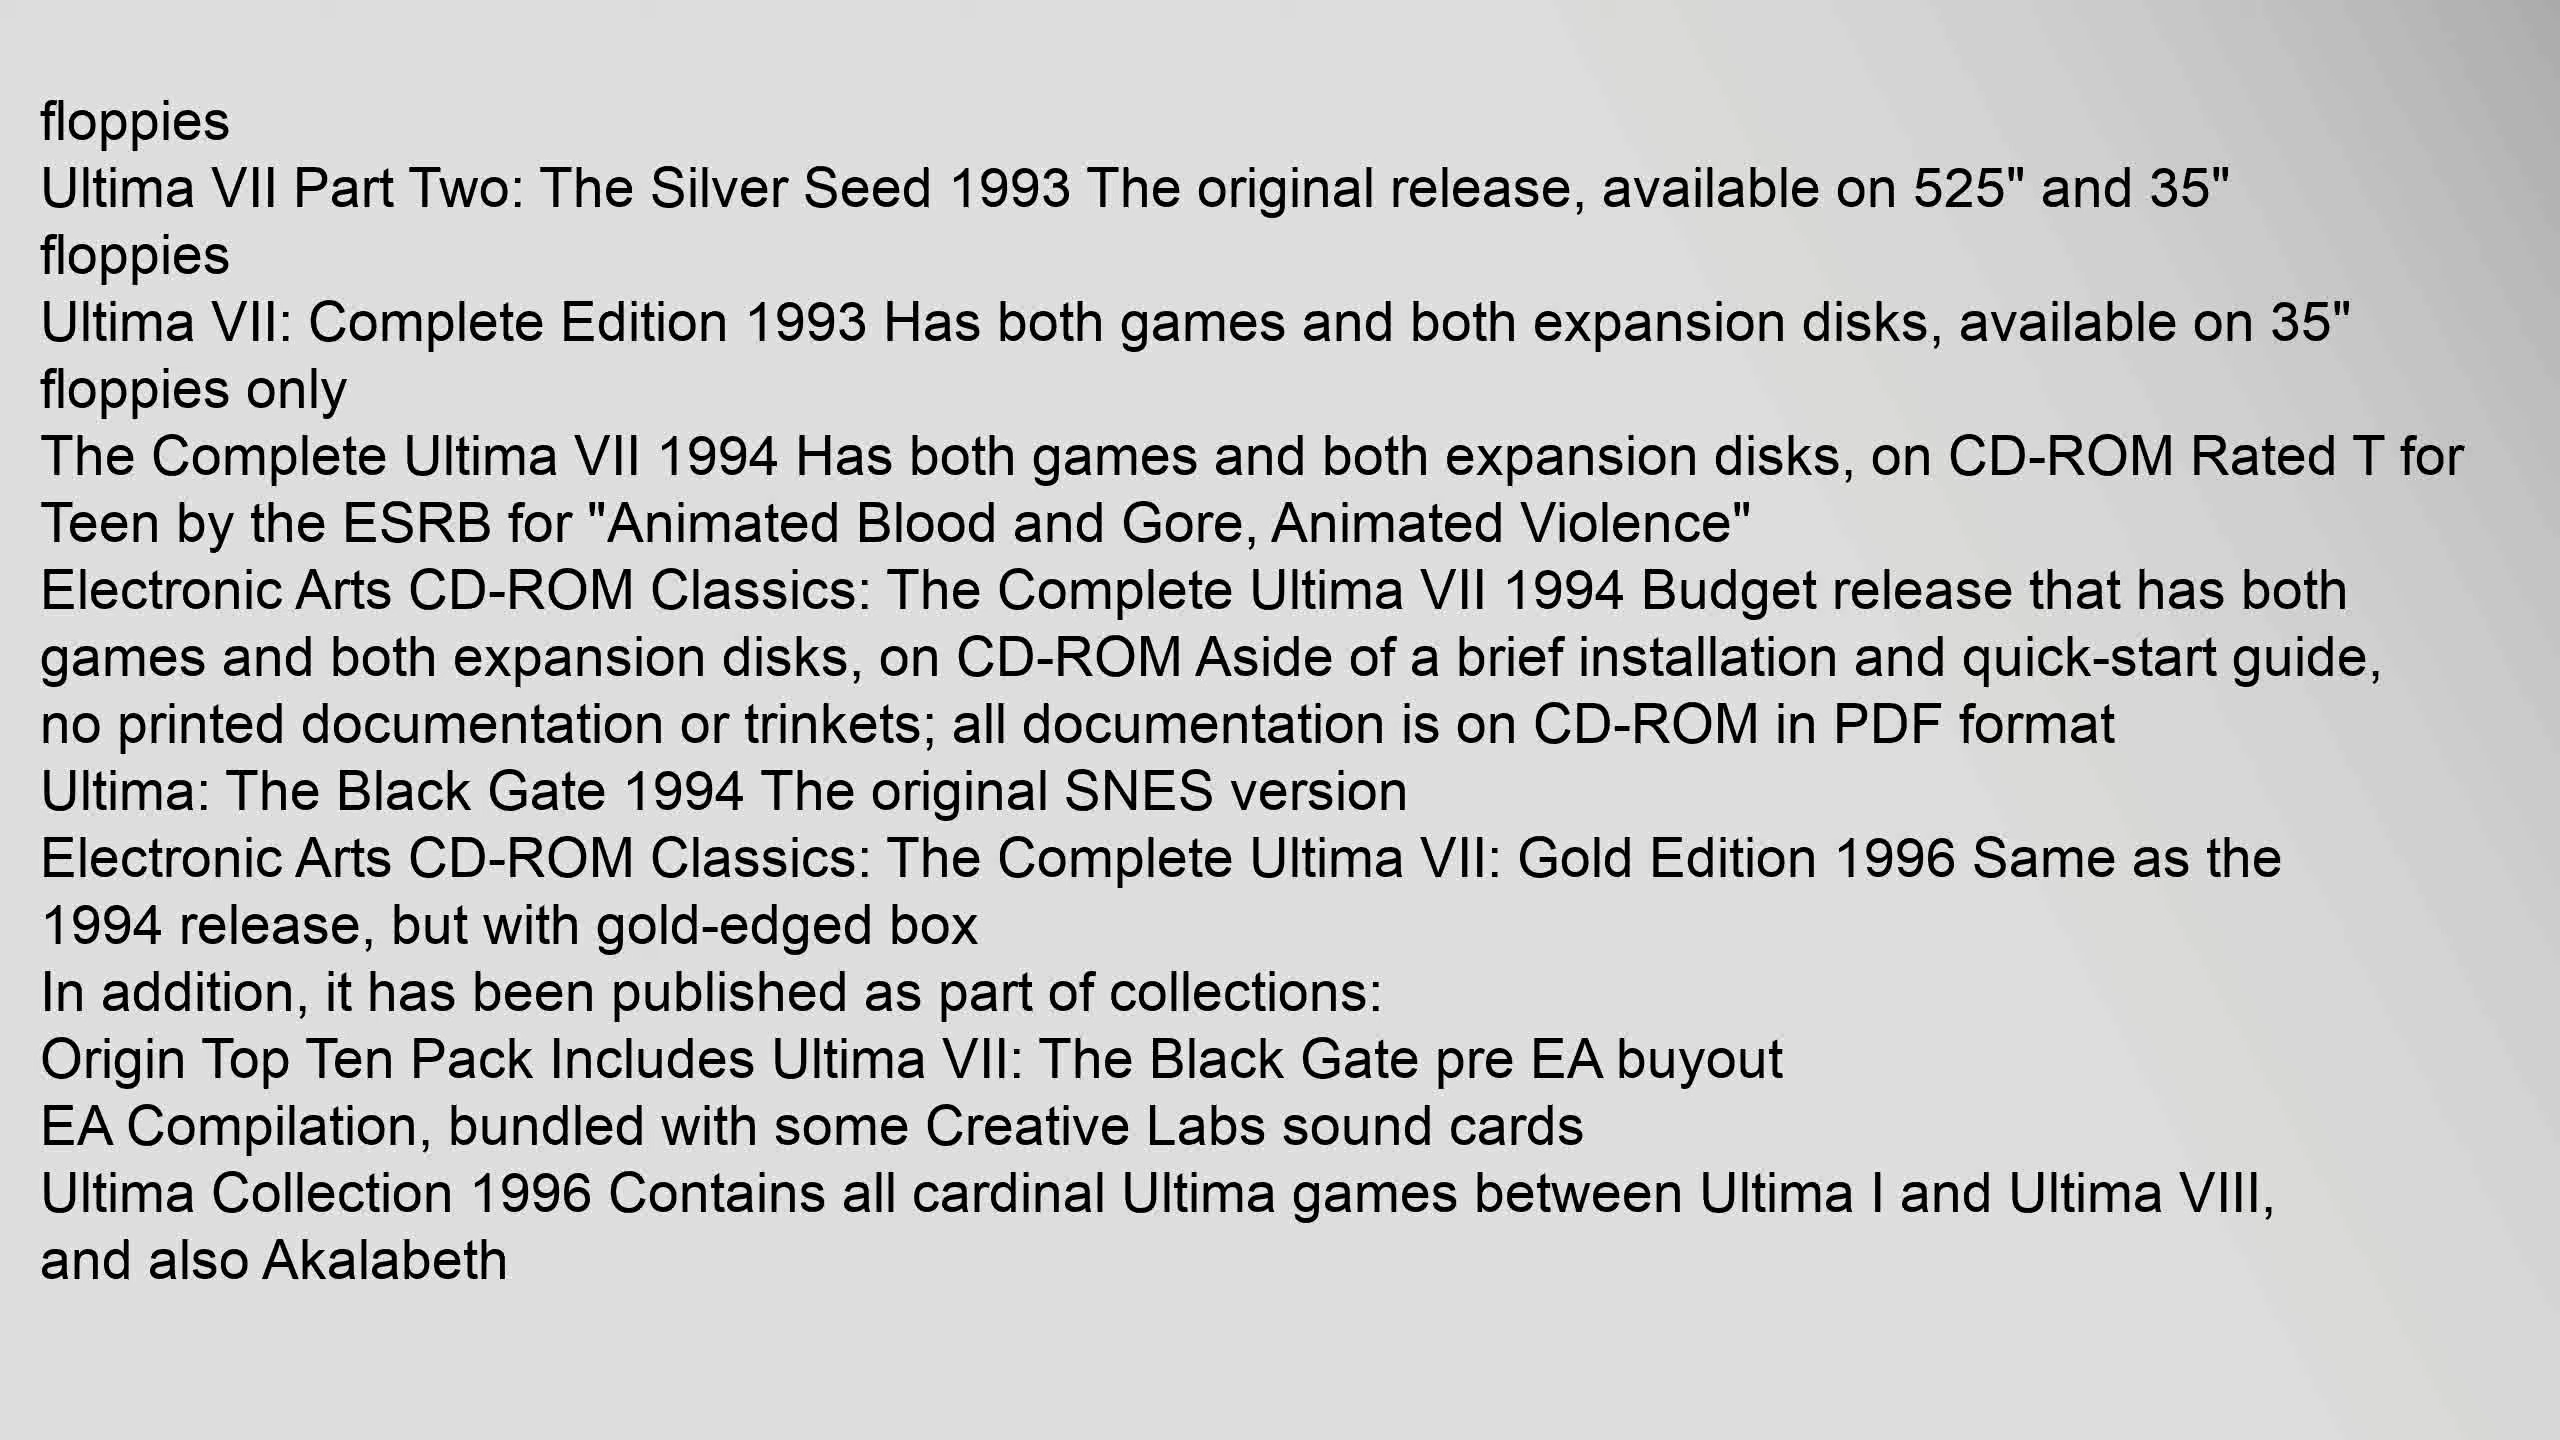 floppies
Ultima VII Part Two: The Silver Seed 1993 The original release, available on 525" and 35"
floppies
Ultima VII: Complete Edition 1993 Has both games and both expansion disks, available on 35"
floppies only
The Complete Ultima VII 1994 Has both games and both expansion disks, on CD-ROM Rated T for
Teen by the ESRB for "Animated Blood and Gore, Animated Violence"
Electronic Arts CD-ROM Classics: The Complete Ultima VII 1994 Budget release that has both
games and both expansion disks, on CD-ROM Aside of a brief installation and quick-start guide,
no printed documentation or trinkets; all documentation is on CD-ROM in PDF format
Ultima: The Black Gate 1994 The original SNES version
Electronic Arts CD-ROM Classics: The Complete Ultima VII: Gold Edition 1996 Same as the
1994 release, but with gold-edged box
In addition, it has been published as part of collections:
Origin Top Ten Pack Includes Ultima VII: The Black Gate pre EA buyout
EA Compilation, bundled with some Creative Labs sound cards
Ultima Collection 1996 Contains all cardinal Ultima games between Ultima I and Ultima VIII,
and also Akalabeth